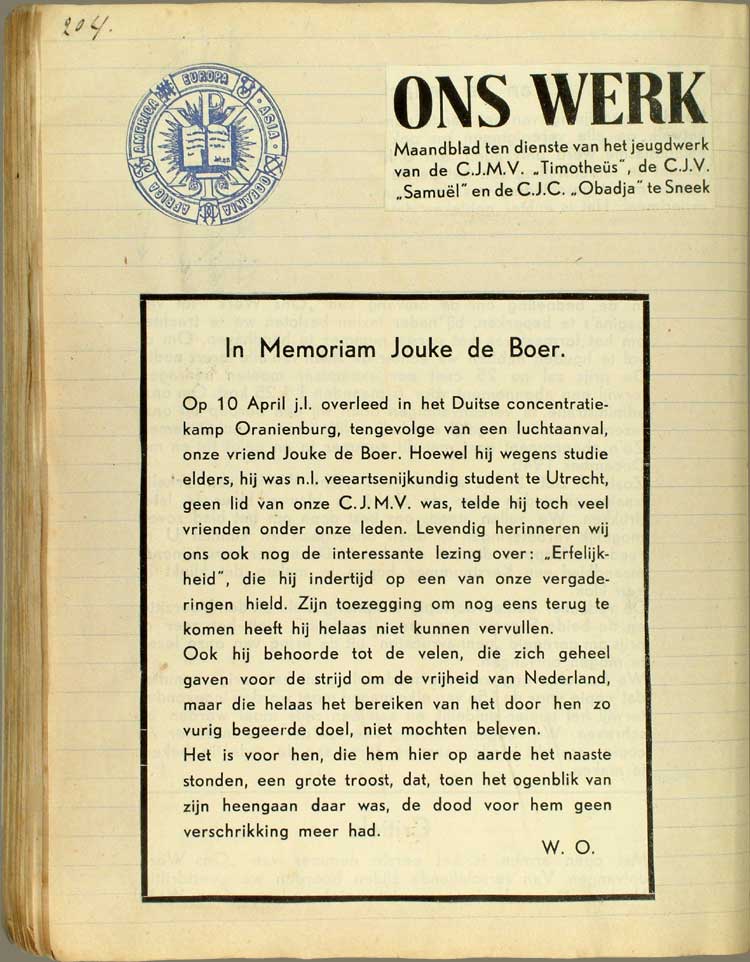 204.
EUROPA
ASIA
OCEANIA
AFRICA
AMERICA
ONS WERK
Maandblad ten dienste van het jeugdwerk
van de C.J.M.V. „Timotheüs", de C.J.V.
„Samuël" en de C.J.C. „Obadja" te Sneek
In Memoriam Jouke de Boer.
Op 10 April j.l. overleed in het Duitse concentratie-
kamp Oranienburg, tengevolge van een luchtaanval,
onze vriend Jouke de Boer. Hoewel hij wegens studie
elders, hij was n.l. veeartsenijkundig student te Utrecht,
geen lid van onze C.J.M.V. was, telde hij toch veel
vrienden onder onze leden. Levendig herinneren wij
ons ook nog de interessante lezing over: „Erfelijk-
heid", die hij indertijd op een van onze vergade-
ringen hield. Zijn toezegging om nog eens terug te
komen heeft hij helaas niet kunnen vervullen.
Ook hij behoorde tot de velen, die zich geheel
gaven voor de strijd om de vrijheid van Nederland,
maar die helaas het bereiken van het door hen zo
vurig begeerde doel, niet mochten beleven.
Het is voor hen, die hem hier op aarde het naaste
stonden, een grote troost, dat, toen het ogenblik van
zijn heengaan daar was, de dood voor hem geen
verschrikking meer had.
W. O.